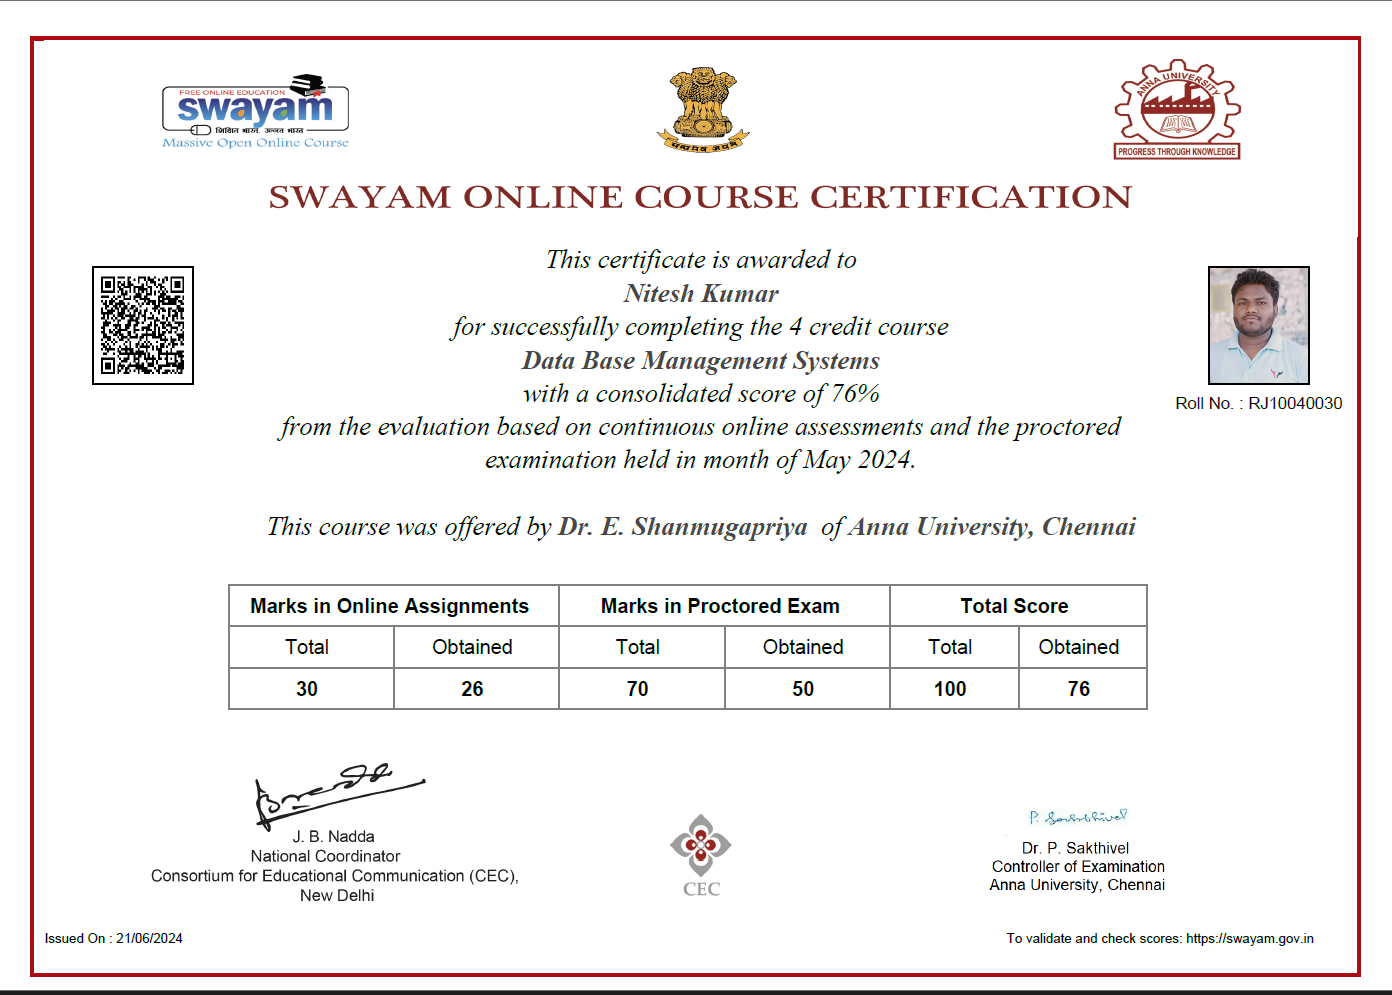 FREE ONLINE EDUCATION
swayam
शिक्षित भारत, उन्नत भारत
Massive Open Online Course
सत्यमेव जयते
ANNA UNIVERSITY
PROGRESS THROUGH KNOWLEDGE
SWAYAM ONLINE COURSE CERTIFICATION
This certificate is awarded to
Nitesh Kumar
for successfully completing the 4 credit course
Data Base Management Systems
with a consolidated score of 76%
from the evaluation based on continuous online assessments and the proctored
examination held in month of May 2024.
Roll No. : RJ10040030
This course was offered by Dr. E. Shanmugapriya of Anna University, Chennai
Marks in Online Assignments Marks in Proctored Exam Total Score
Total Obtained Total Obtained Total Obtained
30 26 70 50 100 76
J. B. Nadda
National Coordinator
Consortium for Educational Communication (CEC),
New Delhi
CEC
P. Sakthivel
Dr. P. Sakthivel
Controller of Examination
Anna University, Chennai
Issued On : 21/06/2024
To validate and check scores: https://swayam.gov.in